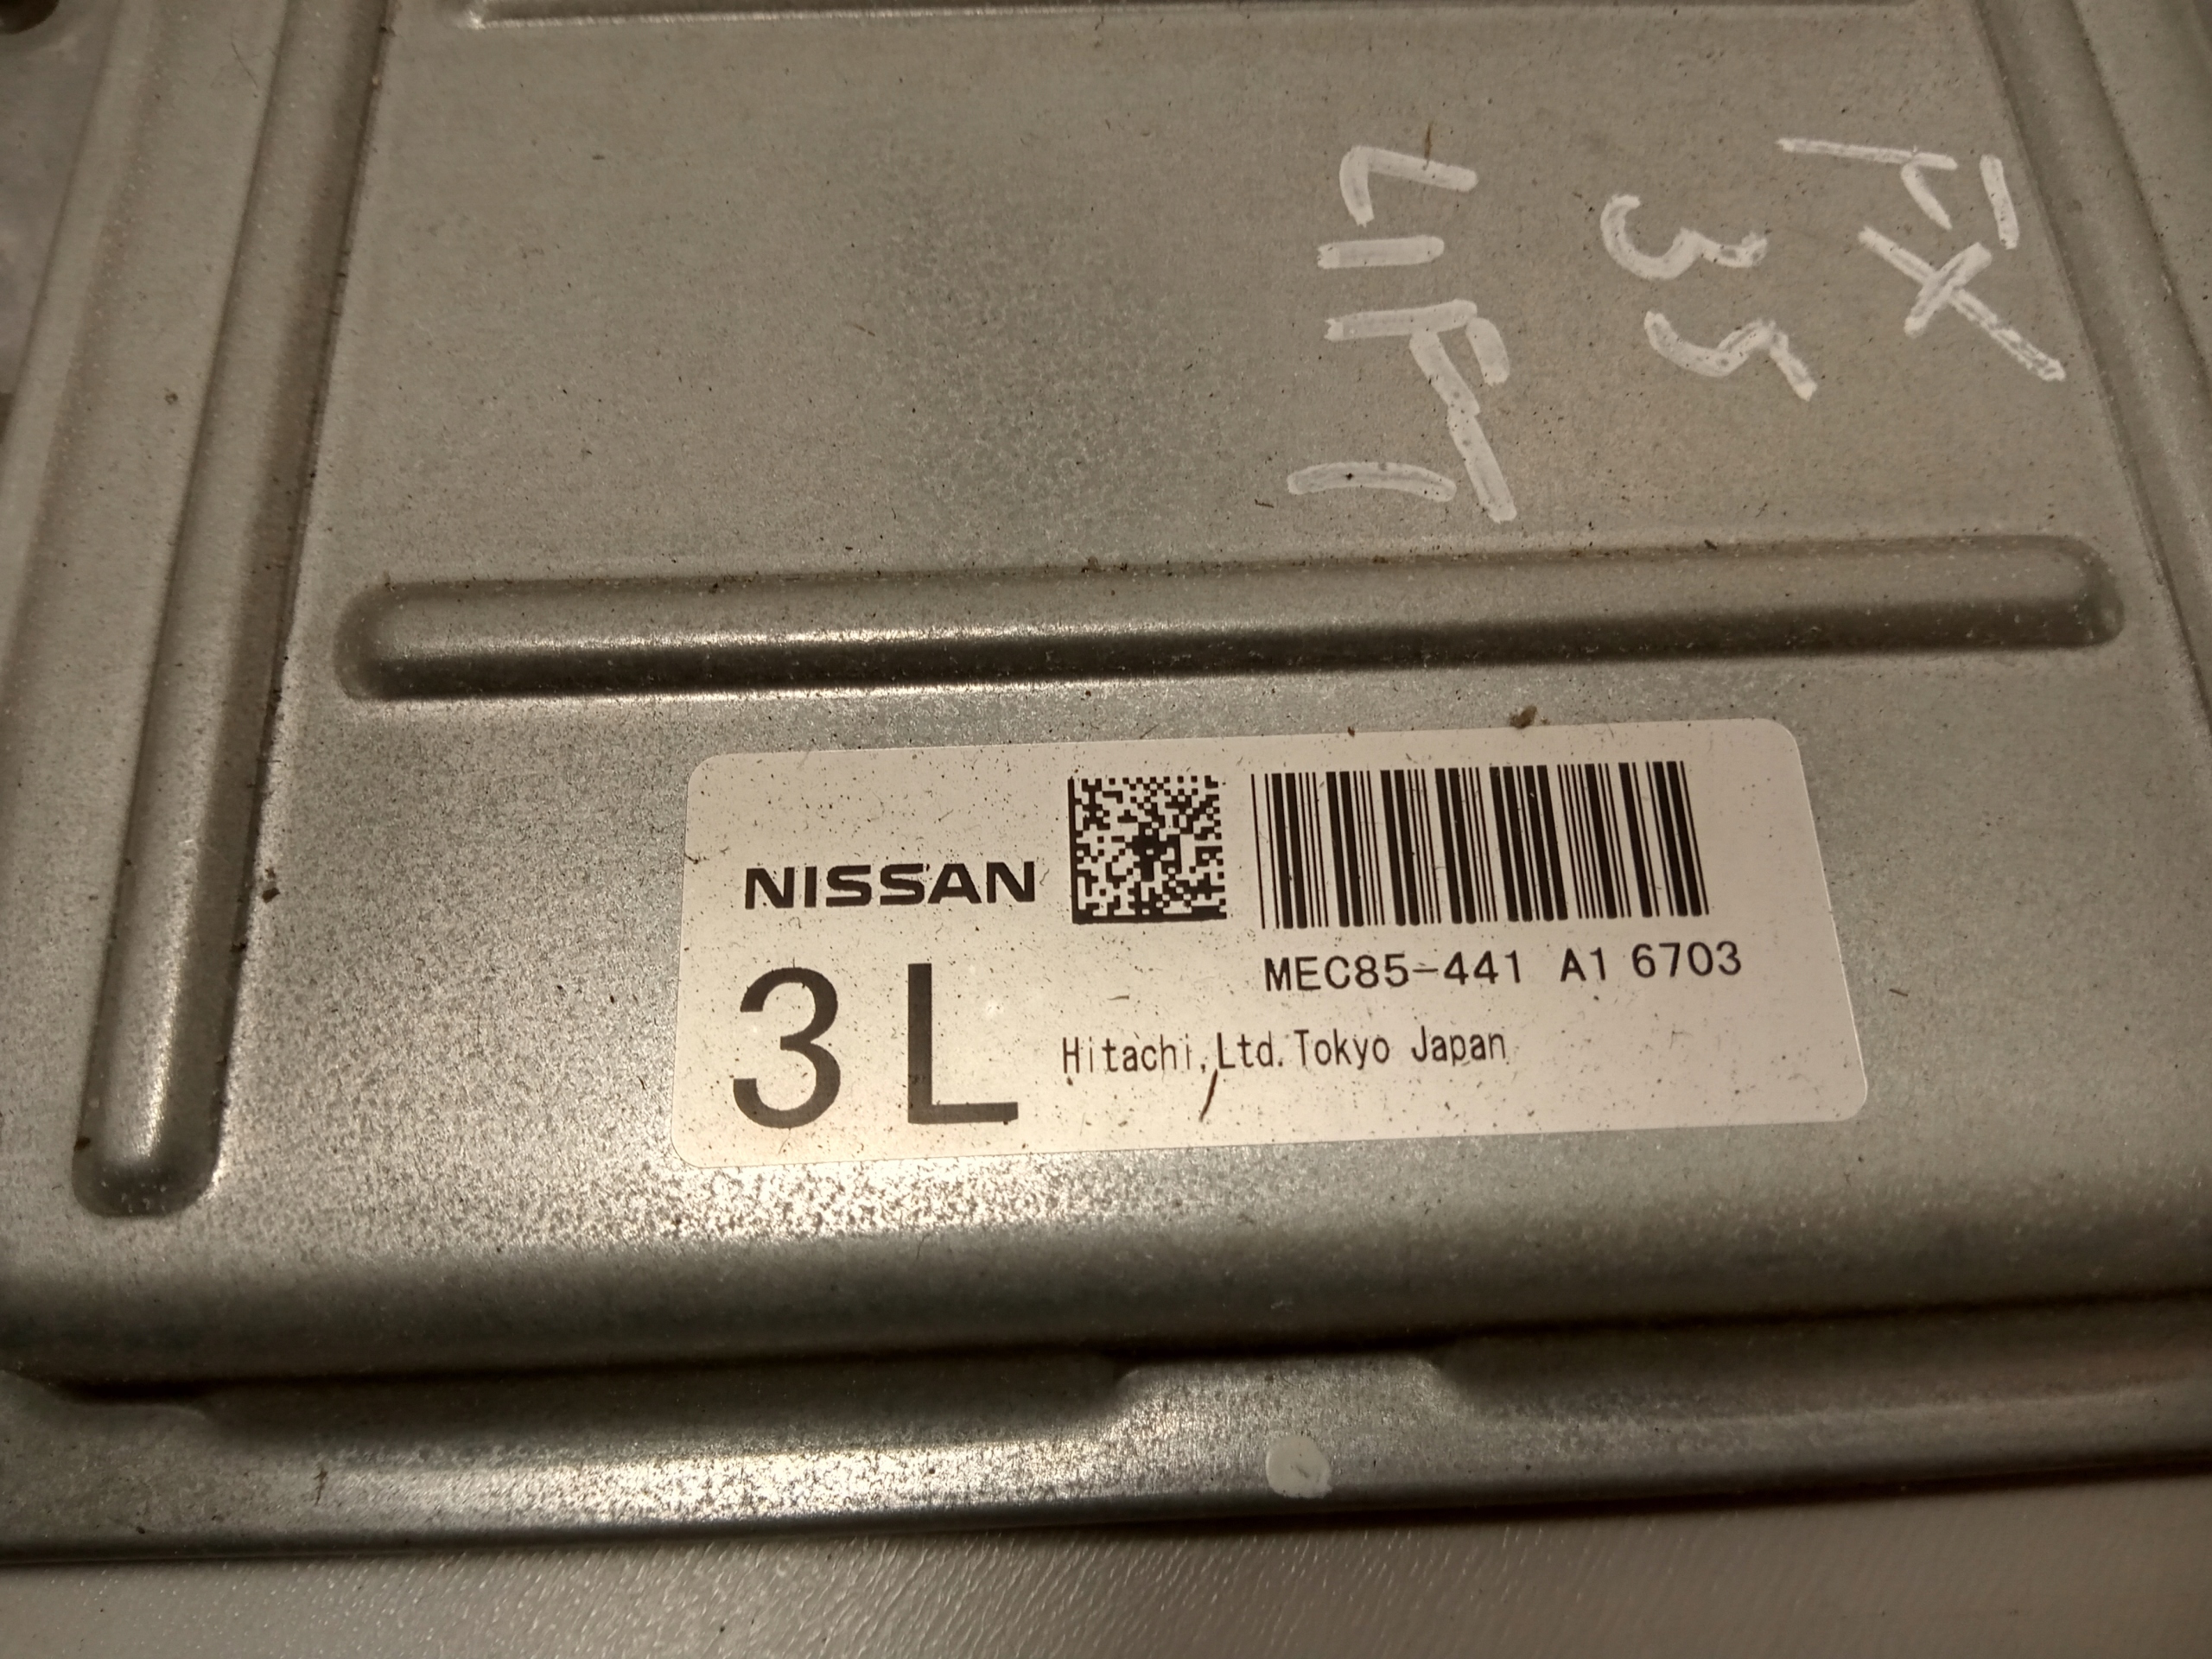 FX
35
LIFT
NISSAN
MEC85-441 A1 6703
3L
Hitachi,Ltd.Tokyo Japan